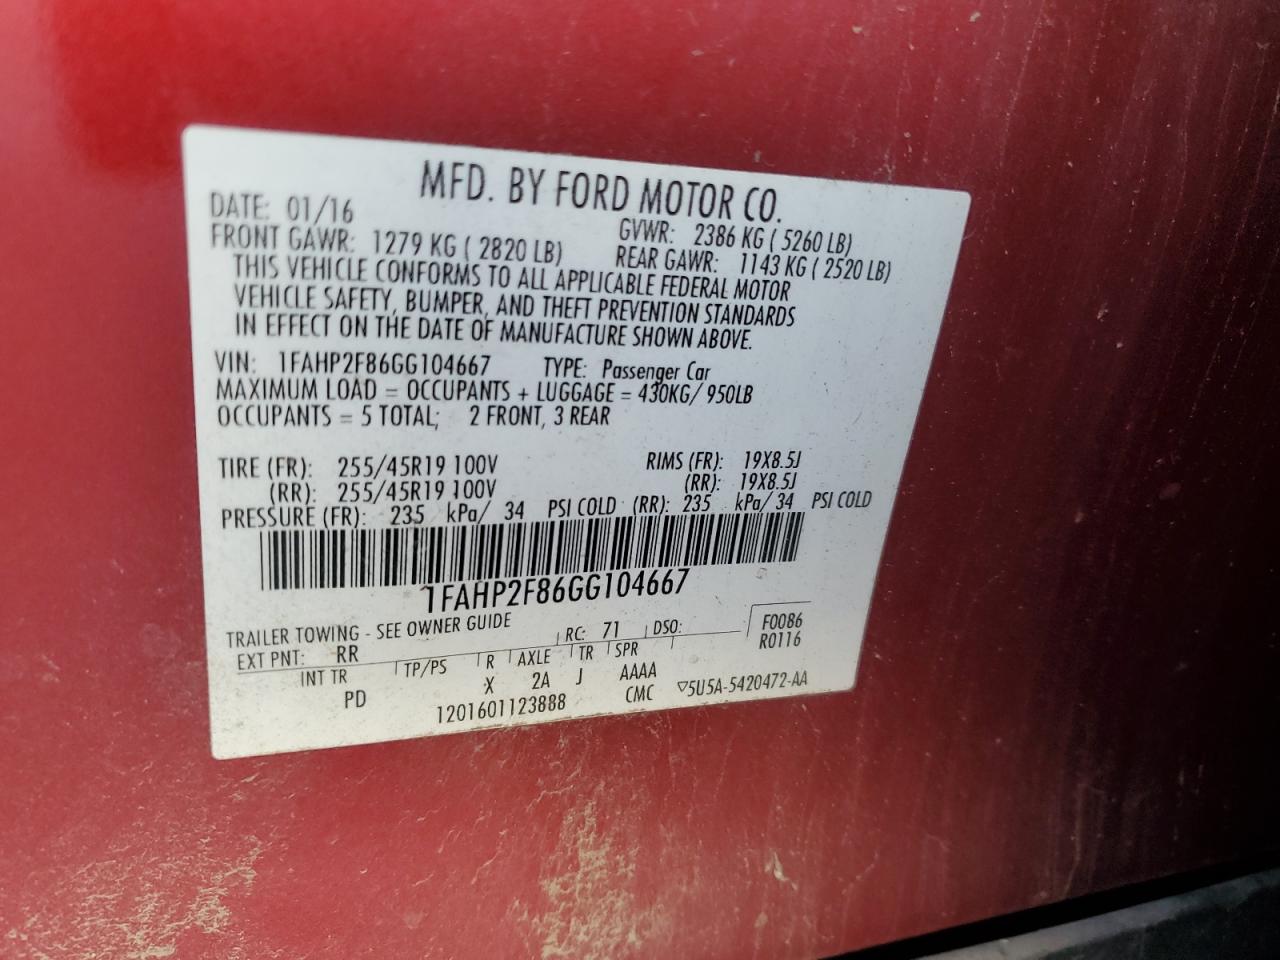 MFD. BY FORD MOTOR CO.
DATE: 01/16 GVWR: 2386 KG ( 5260 LB)
FRONT GAWR: 1279 KG ( 2820 LB) REAR GAWR: 1143 KG ( 2520 LB)
THIS VEHICLE CONFORMS TO ALL APPLICABLE FEDERAL MOTOR
VEHICLE SAFETY, BUMPER, AND THEFT PREVENTION STANDARDS
IN EFFECT ON THE DATE OF MANUFACTURE SHOWN ABOVE.
VIN: 1FAHP2F86GG104667 TYPE: Passenger Car
MAXIMUM LOAD = OCCUPANTS + LUGGAGE = 430KG/ 950LB
OCCUPANTS = 5 TOTAL; 2 FRONT, 3 REAR
TIRE (FR): 255/45R19 100V RIMS (FR): 19X8.5J
(RR): 255/45R19 100V (RR): 19X8.5J
PRESSURE (FR): 235 kPa/ 34 PSI COLD (RR): 235 kPa/ 34 PSI COLD
1FAHP2F86GG104667
TRAILER TOWING - SEE OWNER GUIDE
EXT PNT: RR RC: 71 DSO: F0086
R0116
INT TR TP/PS R AXLE TR SPR
PD X 2A J AAAA
1201601123888 CMC ▽5U5A-5420472-AA